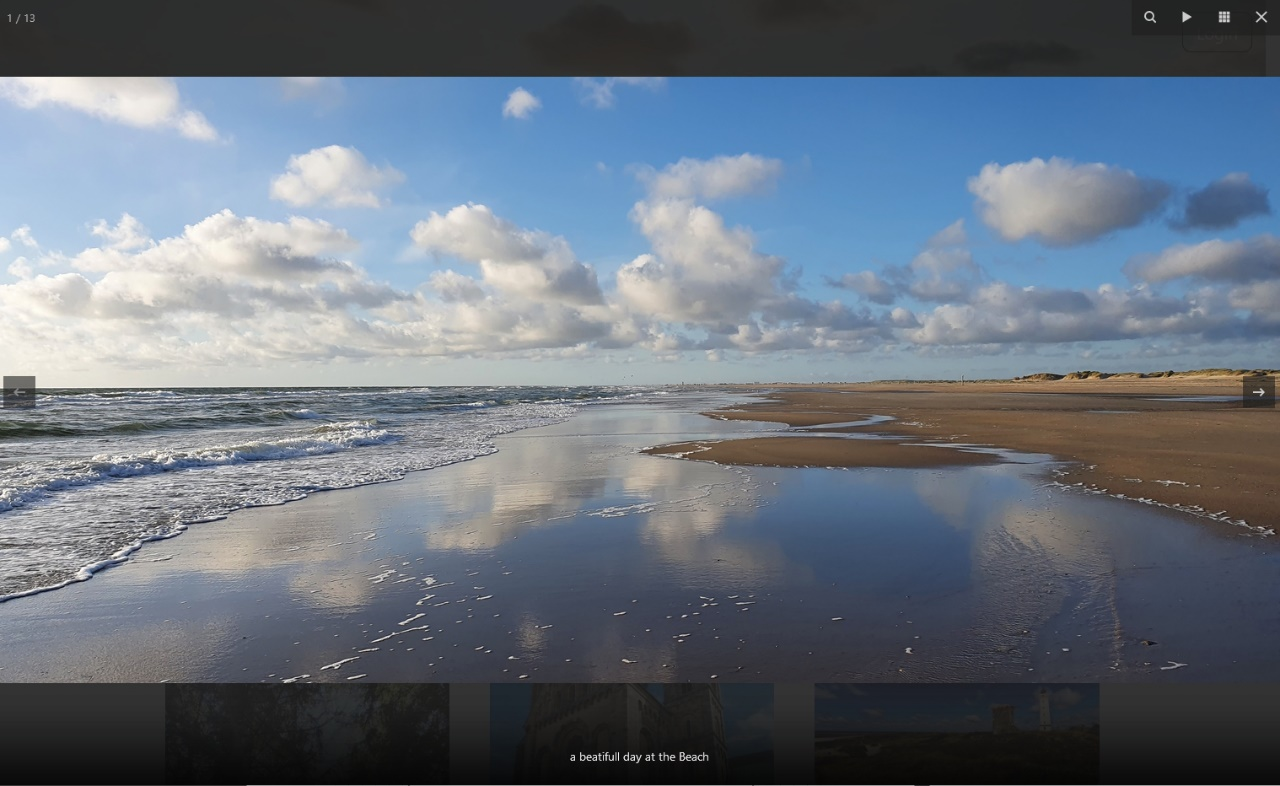 1 / 13
a beatifull day at the Beach